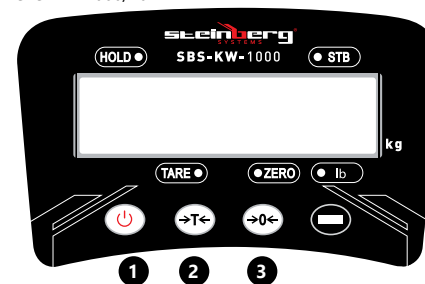 steinberg
SYSTEMS
HOLD SBS-KW-1000 STB
kg
TARE ZERO lb
→T← →0←
1 2 3